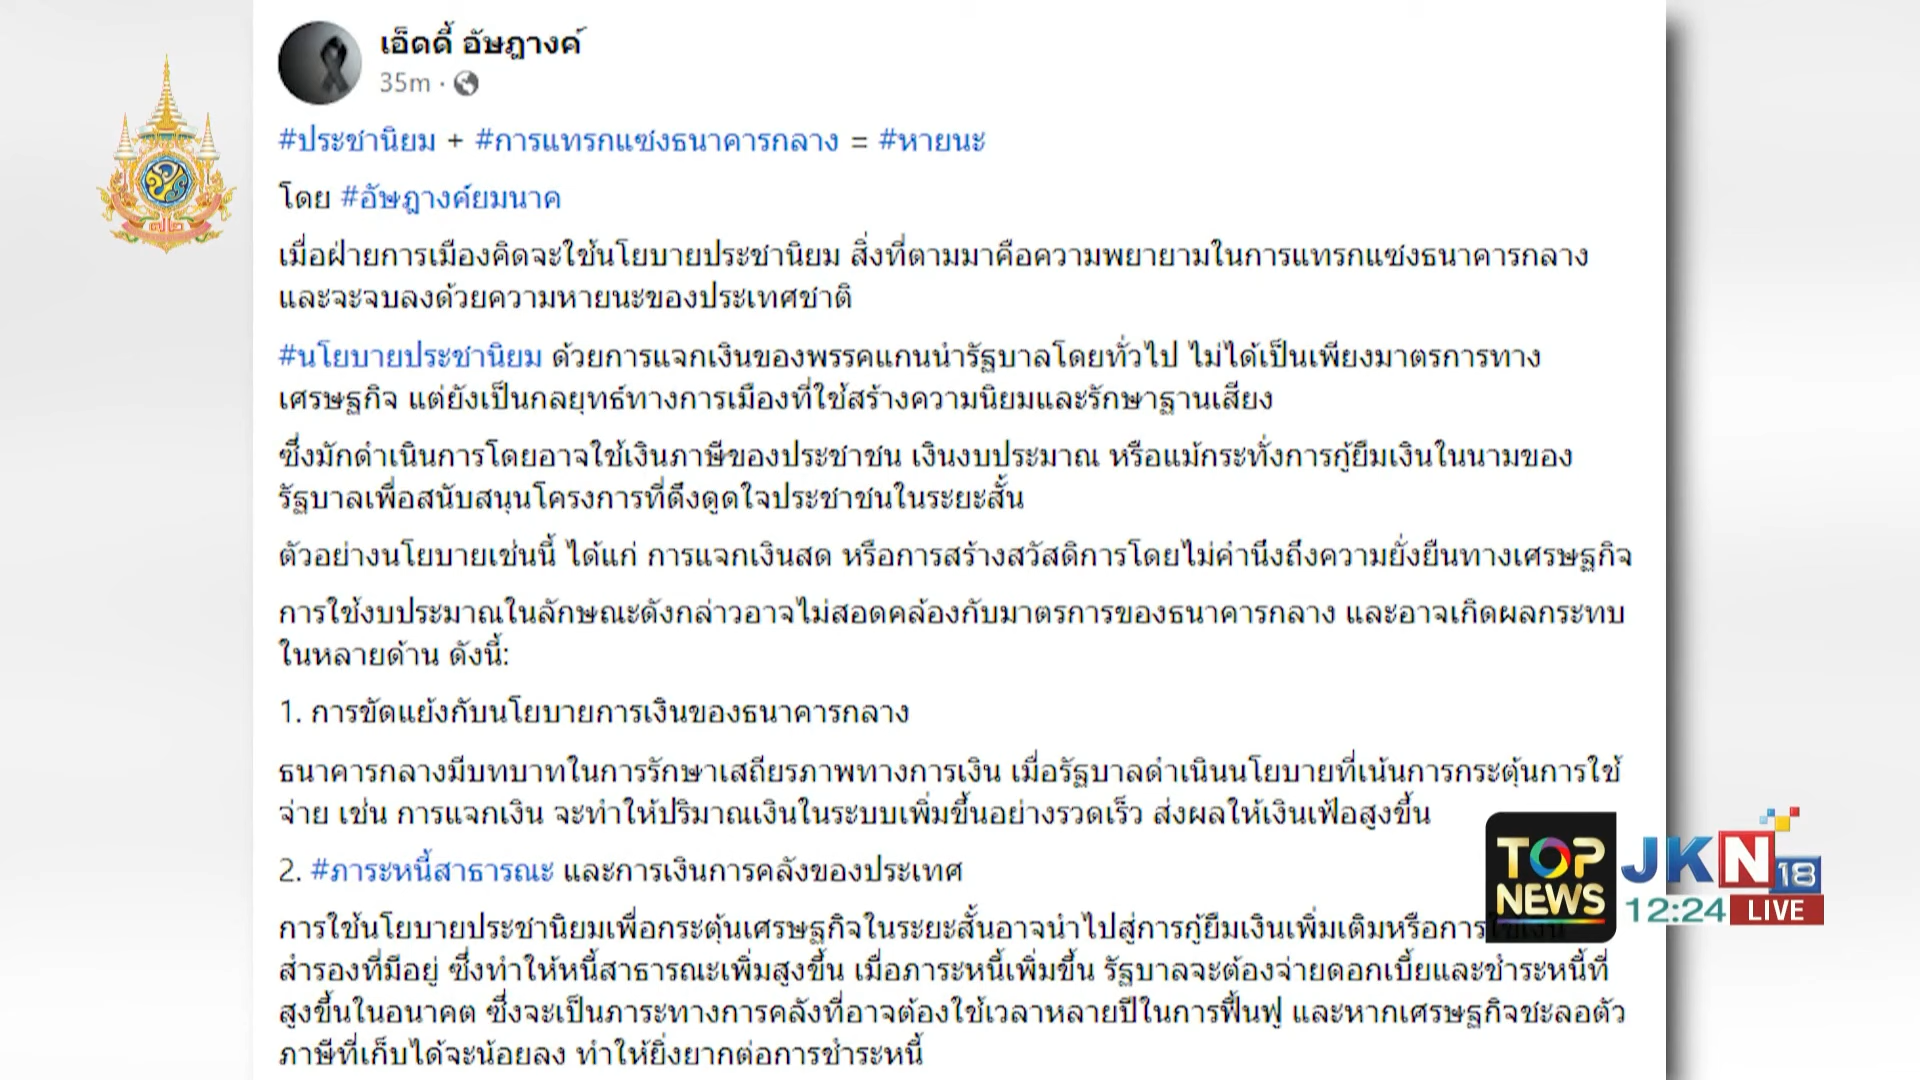 เอ็ดดี้ อัษฎางค์
35m ·
#ประชานิยม + #การแทรกแซงธนาคารกลาง = #หายนะ
โดย #อัษฎางค์ยมนาค
เมื่อฝ่ายการเมืองคิดจะใช้นโยบายประชานิยม สิ่งที่ตามมาคือความพยายามในการแทรกแซงธนาคารกลาง
และจะจบลงด้วยความหายนะของประเทศชาติ
#นโยบายประชานิยม ด้วยการแจกเงินของพรรคแกนนำรัฐบาลโดยทั่วไป ไม่ได้เป็นเพียงมาตรการทาง
เศรษฐกิจ แต่ยังเป็นกลยุทธ์ทางการเมืองที่ใช้สร้างความนิยมและรักษาฐานเสียง
ซึ่งมักดำเนินการโดยอาจใช้เงินภาษีของประชาชน เงินงบประมาณ หรือแม้กระทั่งการกู้ยืมเงินในนามของ
รัฐบาลเพื่อสนับสนุนโครงการที่ดึงดูดใจประชาชนในระยะสั้น
ตัวอย่างนโยบายเช่นนี้ ได้แก่ การแจกเงินสด หรือการสร้างสวัสดิการโดยไม่คำนึงถึงความยั่งยืนทางเศรษฐกิจ
การใช้งบประมาณในลักษณะดังกล่าวอาจไม่สอดคล้องกับมาตรการของธนาคารกลาง และอาจเกิดผลกระทบ
ในหลายด้าน ดังนี้:
1. การขัดแย้งกับนโยบายการเงินของธนาคารกลาง
ธนาคารกลางมีบทบาทในการรักษาเสถียรภาพทางการเงิน เมื่อรัฐบาลดำเนินนโยบายที่เน้นการกระตุ้นการใช้
จ่าย เช่น การแจกเงิน จะทำให้ปริมาณเงินในระบบเพิ่มขึ้นอย่างรวดเร็ว ส่งผลให้เงินเฟ้อสูงขึ้น
2. #ภาระหนี้สาธารณะ และการเงินการคลังของประเทศ
การใช้นโยบายประชานิยมเพื่อกระตุ้นเศรษฐกิจในระยะสั้นอาจนำไปสู่การกู้ยืมเงินเพิ่มเติมหรือการใช้เงิน
สำรองที่มีอยู่ ซึ่งทำให้หนี้สาธารณะเพิ่มสูงขึ้น เมื่อภาระหนี้เพิ่มขึ้น รัฐบาลจะต้องจ่ายดอกเบี้ยและชำระหนี้ที่
สูงขึ้นในอนาคต ซึ่งจะเป็นภาระทางการคลังที่อาจต้องใช้เวลาหลายปีในการฟื้นฟู และหากเศรษฐกิจชะลอตัว
ภาษีที่เก็บได้จะน้อยลง ทำให้ยิ่งยากต่อการชำระหนี้
TOP NEWS
JKN 18
12:24 LIVE